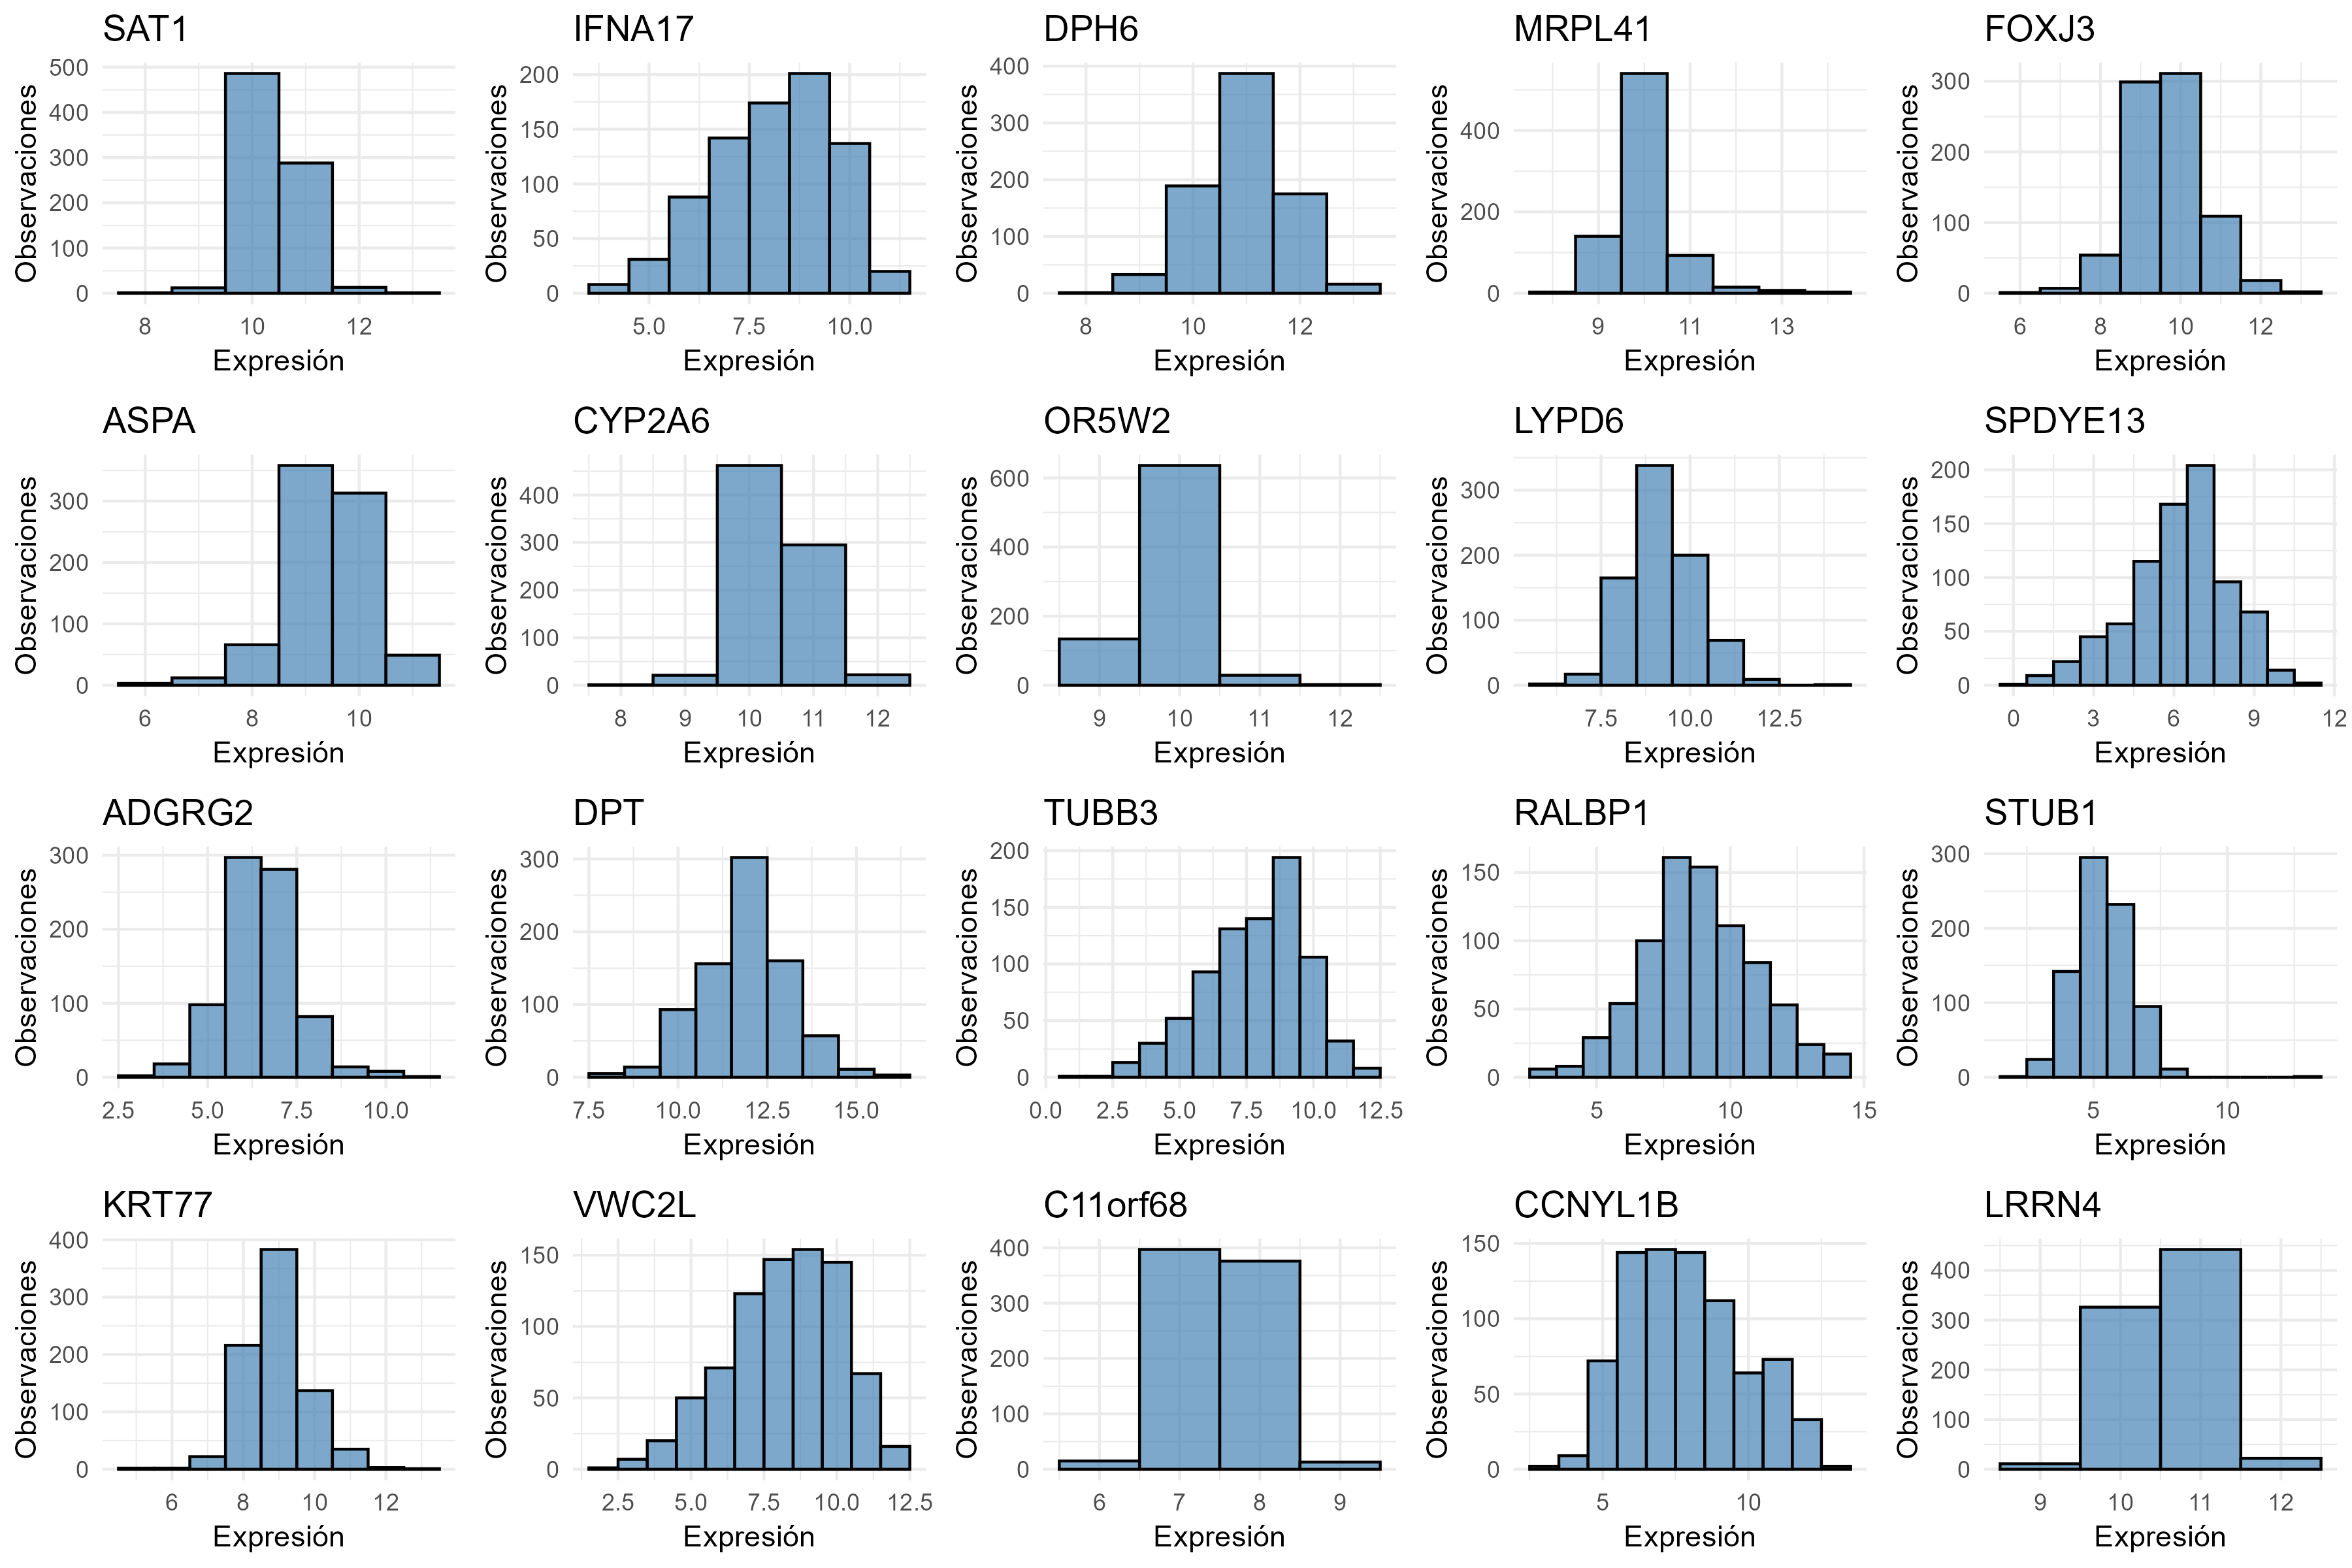 SAT1
Observaciones
500
400
300
200
100
0
8 10 12
Expresión
IFNA17
Observaciones
200
150
100
50
0
5.0 7.5 10.0
Expresión
DPH6
Observaciones
400
300
200
100
0
8 10 12
Expresión
MRPL41
Observaciones
400
200
0
9 11 13
Expresión
FOXJ3
Observaciones
300
200
100
0
6 8 10 12
Expresión
ASPA
Observaciones
300
200
100
0
6 8 10
Expresión
CYP2A6
Observaciones
400
300
200
100
0
8 9 10 11 12
Expresión
OR5W2
Observaciones
600
400
200
0
9 10 11 12
Expresión
LYPD6
Observaciones
300
200
100
0
7.5 10.0 12.5
Expresión
SPDYE13
Observaciones
200
150
100
50
0
0 3 6 9 12
Expresión
ADGRG2
Observaciones
300
200
100
0
2.5 5.0 7.5 10.0
Expresión
DPT
Observaciones
300
200
100
0
7.5 10.0 12.5 15.0
Expresión
TUBB3
Observaciones
200
150
100
50
0
0.0 2.5 5.0 7.5 10.0 12.5
Expresión
RALBP1
Observaciones
150
100
50
0
5 10 15
Expresión
STUB1
Observaciones
300
200
100
0
5 10
Expresión
KRT77
Observaciones
400
300
200
100
0
6 8 10 12
Expresión
VWC2L
Observaciones
150
100
50
0
2.5 5.0 7.5 10.0 12.5
Expresión
C11orf68
Observaciones
400
300
200
100
0
6 7 8 9
Expresión
CCNYL1B
Observaciones
150
100
50
0
5 10
Expresión
LRRN4
Observaciones
400
300
200
100
0
9 10 11 12
Expresión